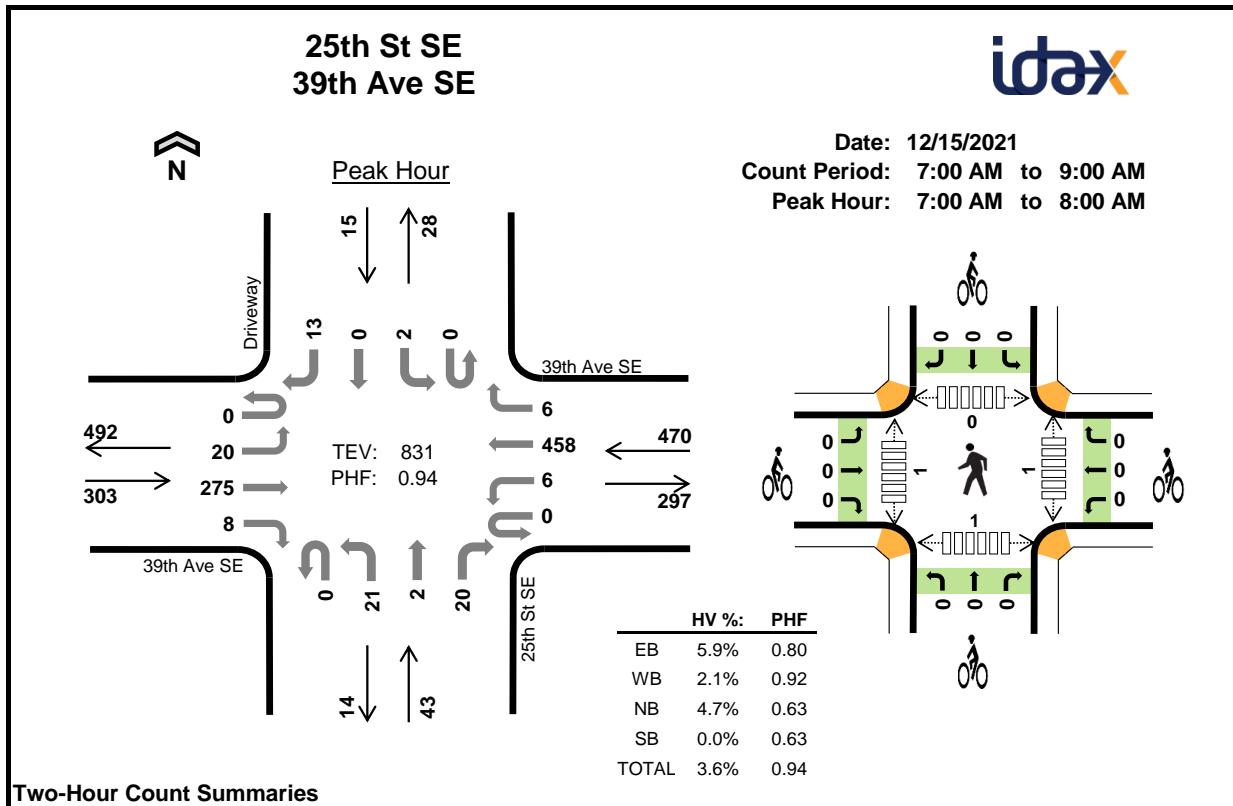 25th St SE
39th Ave SE
idax
N
Peak Hour
Date: 12/15/2021
Count Period: 7:00 AM to 9:00 AM
Peak Hour: 7:00 AM to 8:00 AM
15
28
Driveway
13
0
2
0
39th Ave SE
0
20
275
8
492
303
TEV: 831
PHF: 0.94
6
458
6
0
470
297
39th Ave SE
0
21
2
20
25th St SE
14
43
0
0
0
0
0
0
0
1
1
0
0
0
1
0
0
0
HV %: PHF
EB 5.9% 0.80
WB 2.1% 0.92
NB 4.7% 0.63
SB 0.0% 0.63
TOTAL 3.6% 0.94
Two-Hour Count Summaries